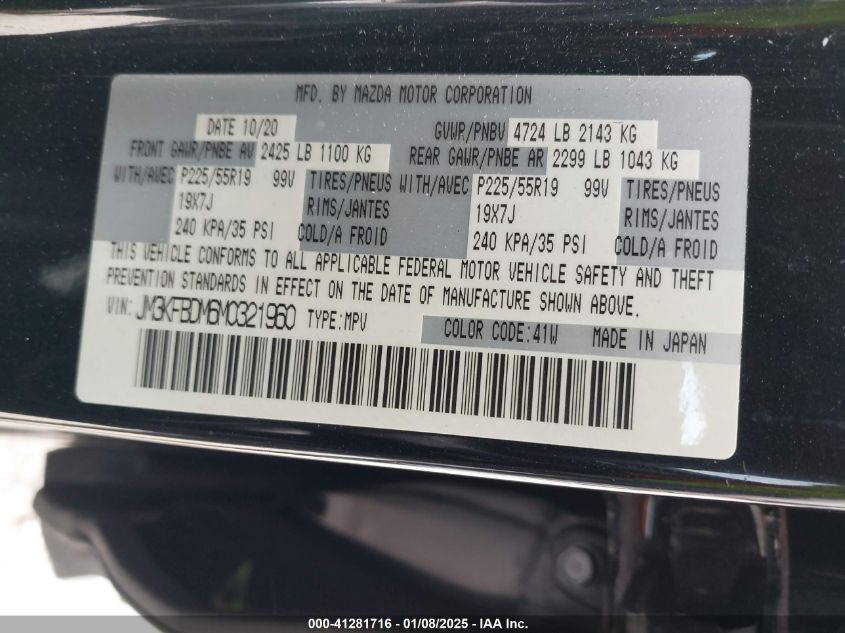 MFD. BY MAZDA MOTOR CORPORATION
DATE 10/20 GVWR/PNBV 4724 LB 2143 KG
FRONT GAWR/PNBE AV 2425 LB 1100 KG REAR GAWR/PNBE AR 2299 LB 1043 KG
WITH/AVEC P225/55R19 99V TIRES/PNEUS WITH/AVEC P225/55R19 99V TIRES/PNEUS
19X7J RIMS/JANTES 19X7J RIMS/JANTES
240 KPA/35 PSI COLD/A FROID 240 KPA/35 PSI COLD/A FROID
THIS VEHICLE CONFORMS TO ALL APPLICABLE FEDERAL MOTOR VEHICLE SAFETY AND THEFT
PREVENTION STANDARDS IN EFFECT ON THE DATE OF MANUFACTURE SHOWN ABOVE.
VIN: JM3KFBDM6M0321960 TYPE:MPV COLOR CODE:41W MADE IN JAPAN
000-41281716 - 01/08/2025 - IAA Inc.